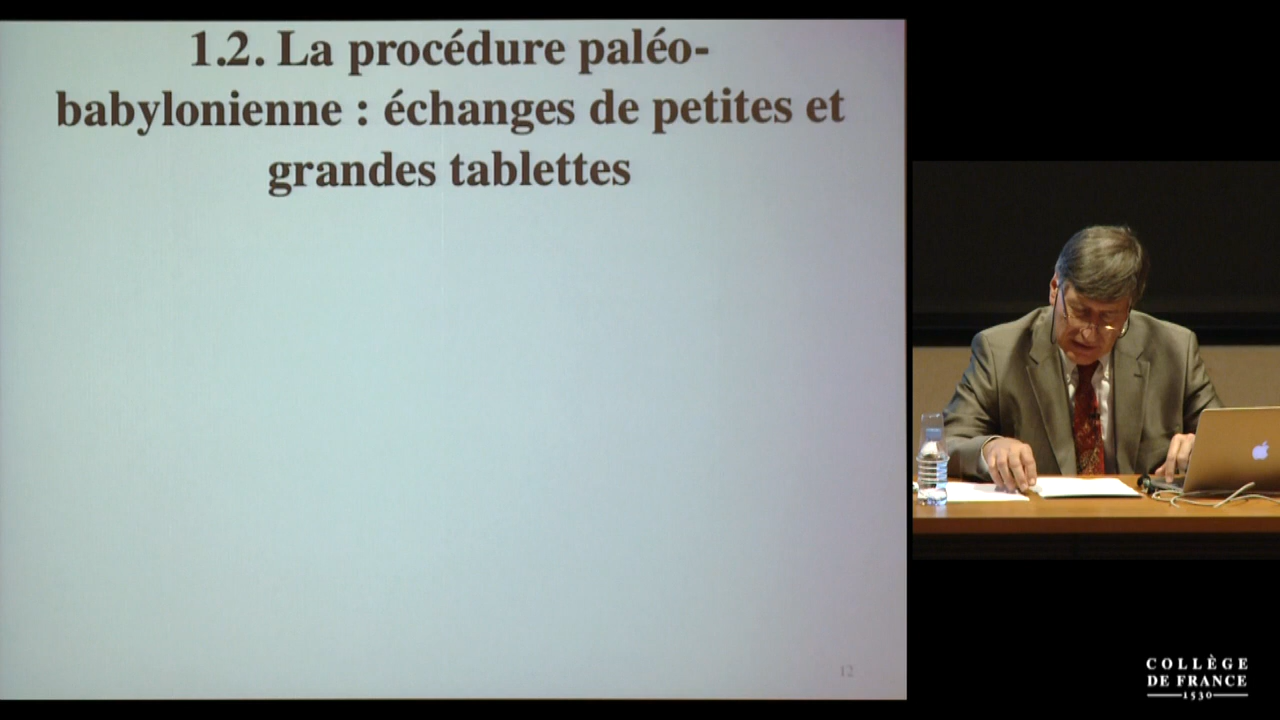 1.2. La procédure paléo-
babylonienne : échanges de petites et
grandes tablettes
12
COLLÈGE
DE FRANCE
1530